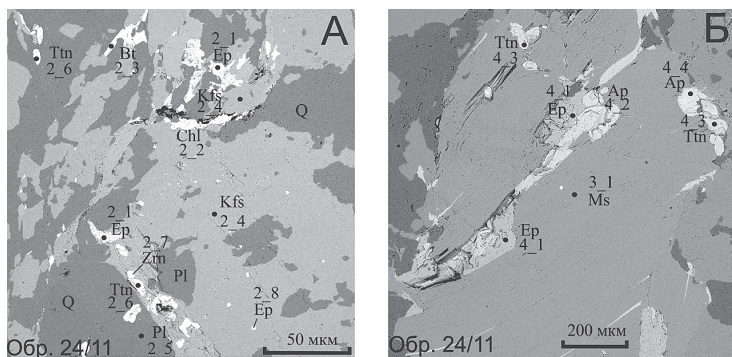 А
Ttn
2_6
Bt
2_3
2_1
Ep
Kfs
2_4
Q
Chl
2_2
Kfs
2_4
2_1
Ep
2_7
Zrn
Pl
Ttn
2_6
Q
2_8
Ep
Pl
2_5
Обр. 24/11
50 мкм
Б
Ttn
4_3
4_1
Ep
Ap
4_2
4_4
Ap
4_3
Ttn
3_1
Ms
Ep
4_1
Обр. 24/11
200 мкм